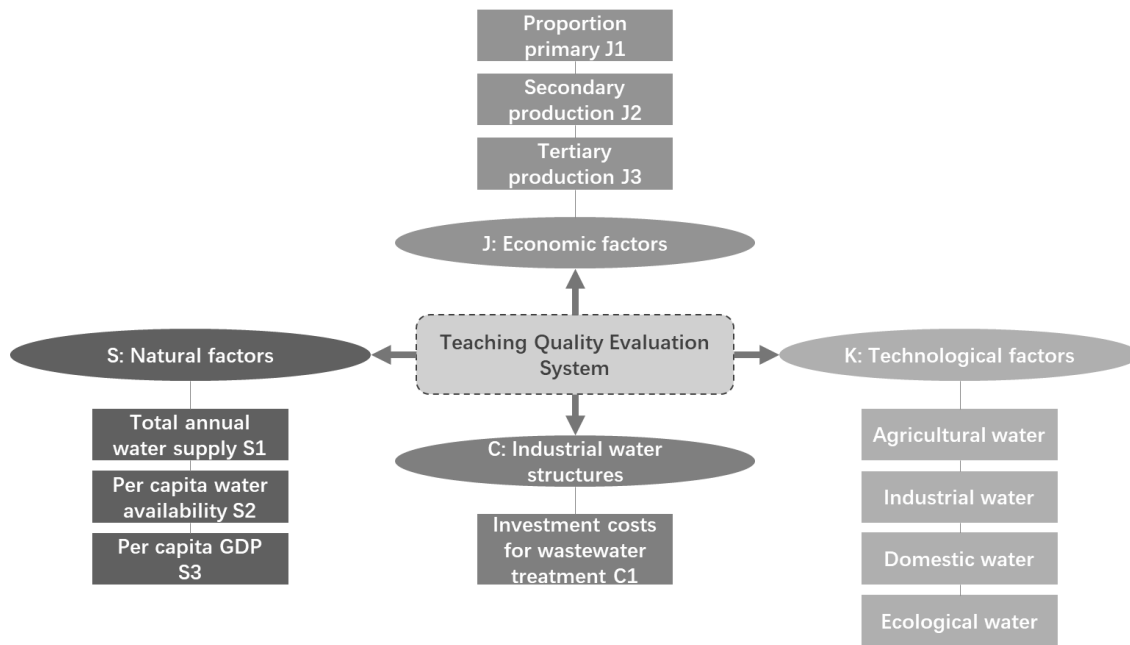 Proportion
primary J1
Secondary
production J2
Tertiary
production J3
J: Economic factors
Teaching Quality Evaluation
System
S: Natural factors
K: Technological factors
Total annual
water supply S1
Per capita water
availability S2
Per capita GDP
S3
C: Industrial water
structures
Investment costs
for wastewater
treatment C1
Agricultural water
Industrial water
Domestic water
Ecological water